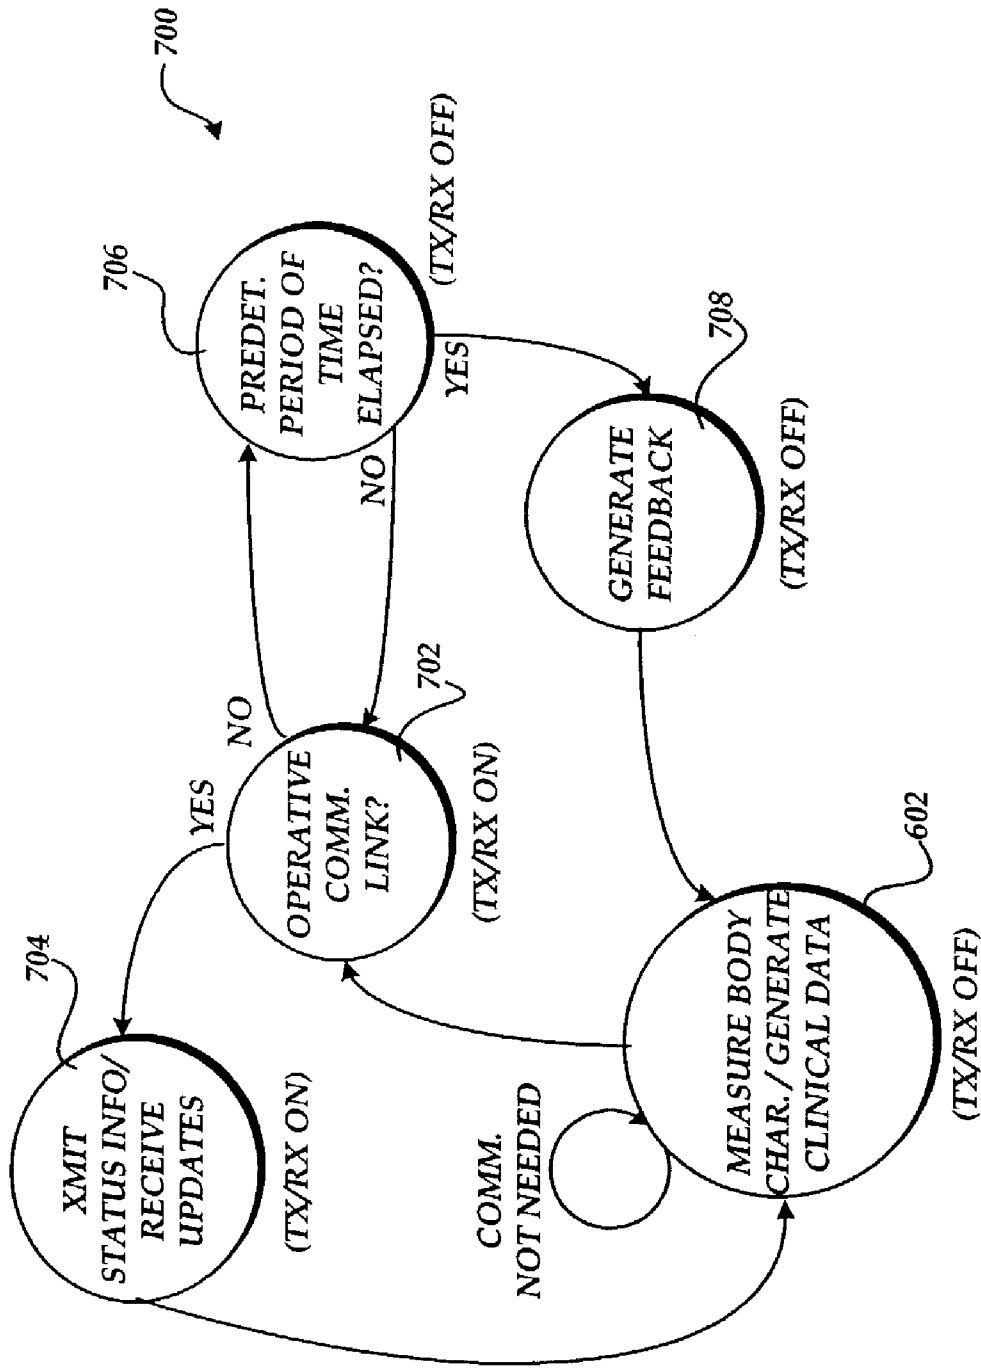 700
706
PREDET.
PERIOD OF
TIME
ELAPSED?
(TX/RX OFF)
NO
YES
NO
YES
702
OPERATIVE
COMM.
LINK?
(TX/RX ON)
704
XMIT
STATUS INFO/
RECEIVE
UPDATES
(TX/RX ON)
708
GENERATE
FEEDBACK
(TX/RX OFF)
COMM.
NOT NEEDED
602
MEASURE BODY
CHAR. / GENERATE
CLINICAL DATA
(TX/RX OFF)